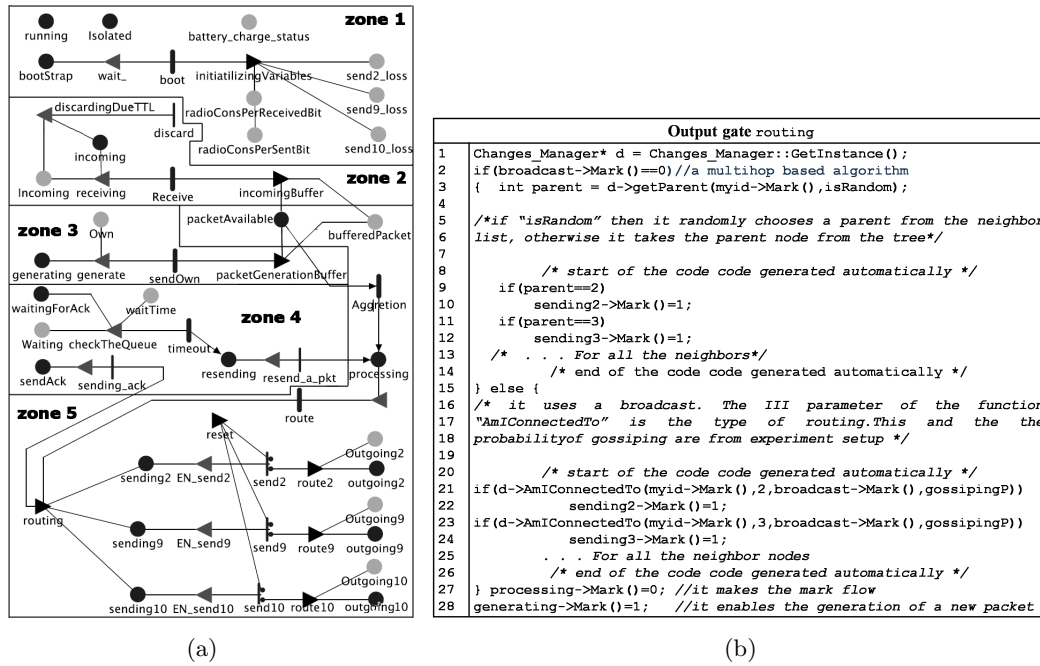 zone 1
running
Isolated
battery_charge_status
bootStrap
wait_
boot
initiatilizingVariables
send2_loss
discardingDueTTL
radioConsPerReceivedBit
send9_loss
discard
incoming
radioConsPerSentBit
send10_loss
Incoming
receiving
Receive
incomingBuffer
zone 2
zone 3
Own
packetAvailable
bufferedPacket
generating
generate
sendOwn
packetGenerationBuffer
waitingForAck
waitTime
Aggretion
Waiting
checkTheQueue
timeout
zone 4
sendAck
sending_ack
resending
resend_a_pkt
processing
zone 5
route
reset
Outgoing2
sending2
EN_send2
send2
route2
outgoing2
routing
Outgoing9
sending9
EN_send9
send9
route9
outgoing9
Outgoing10
sending10
EN_send10
send10
route10
outgtng10
(a)
Output gate routing
1 Changes_Manager* d = Changes_Manager::GetInstance();
2 if(broadcast->Mark()==0)//a multihop based algorithm
3 { int parent = d->getParent(myid->Mark(),isRandom);
4
5 /*if "isRandom" then it randomly chooses a parent from the neighbor
6 list, otherwise it takes the parent node from the tree*/
7
8 /* start of the code code generated automatically */
9 if(parent==2)
10 sending2->Mark()=1;
11 if(parent==3)
12 sending3->Mark()=1;
13 /* . . . For all the neighbors*/
14 /* end of the code code generated automatically */
15 } else {
16 /* it uses a broadcast. The III parameter of the function
17 "AmIConnectedTo" is the type of routing.This and the the
18 probabilityof gossiping are from experiment setup */
19
20 /* start of the code code generated automatically */
21 if(d->AmIConnectedTo(myid->Mark(),2,broadcast->Mark(),gossipingP))
22 sending2->Mark()=1;
23 if(d->AmIConnectedTo(myid->Mark(),3,broadcast->Mark(),gossipingP))
24 sending3->Mark()=1;
25 . . . For all the neighbor nodes
26 /* end of the code code generated automatically */
27 } processing->Mark()=0; //it makes the mark flow
28 generating->Mark()=1; //it enables the generation of a new packet
(b)